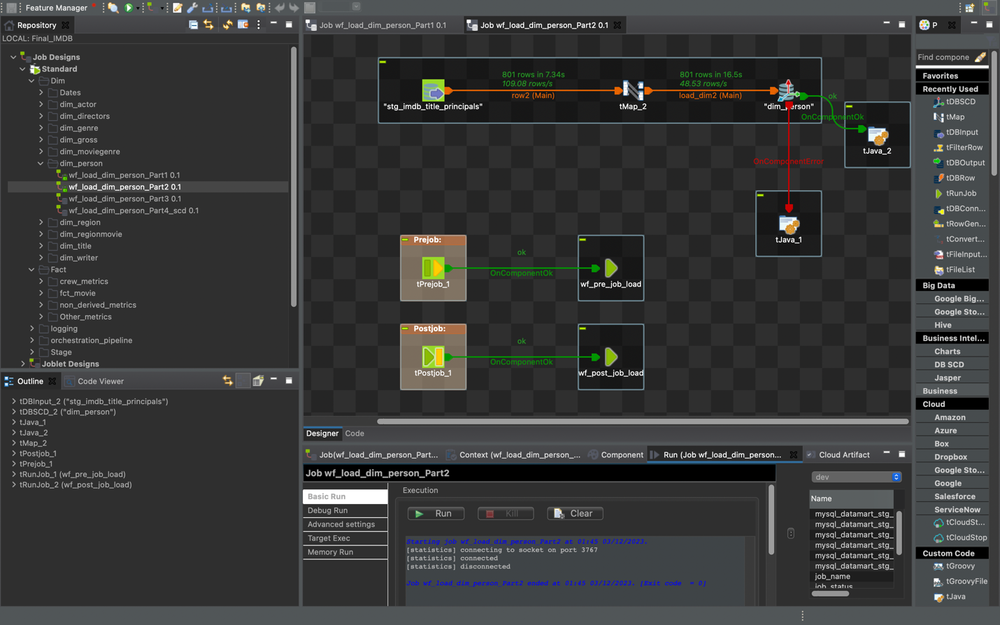 Feature Manager
Repository
LOCAL: Final_IMDB
Job Designs
Standard
Dim
Dates
dim_actor
dim_directors
dim_genre
dim_gross
dim_moviegenre
dim_person
wf_load_dim_person_Part1 0.1
wf_load_dim_person_Part2 0.1
wf_load_dim_person_Part3 0.1
wf_load_dim_person_Part4_scd 0.1
dim_region
dim_regionmovie
dim_title
dim_writer
Fact
crew_metrics
fct_movie
non_derived_metrics
Other_metrics
logging
orchestration_pipeline
Stage
Joblet Designs
Outline
Code Viewer
tDBInput_2 ("stg_imdb_title_principals")
tDBSCD_2 ("dim_person")
tJava_1
tJava_2
tMap_2
tPostjob_1
tPrejob_1
tRunJob_1 (wf_pre_job_load)
tRunJob_2 (wf_post_job_load)
Job wf_load_dim_person_Part1 0.1
Job wf_load_dim_person_Part2 0.1
801 rows in 7.34s
109.08 rows/s
row2 (Main)
801 rows in 16.5s
48.53 rows/s
load_dim2 (Main)
"stg_imdb_title_principals"
tMap_2
"dim_person"
ok
OnComponentOk
tJava_2
OnComponentError
tJava_1
Prejob:
tPrejob_1
ok
OnComponentOk
wf_pre_job_load
Postjob:
tPostjob_1
ok
OnComponentOk
wf_post_job_load
Designer
Code
Job(wf_load_dim_person_Part...
Context (wf_load_dim_person_...
Component
Run (Job wf_load_dim_person...
Cloud Artifact
Job wf_load_dim_person_Part2
Basic Run
Debug Run
Advanced settings
Target Exec
Memory Run
Execution
Run
Kill
Clear
Starting job wf_load_dim_person_Part2 at 01:45 03/12/2023.
[statistics] connecting to socket on port 3767
[statistics] connected
[statistics] disconnected
Job wf_load_dim_person_Part2 ended at 01:45 03/12/2023. [Exit code  = 0]
dev
Name
mysql_datamart_stg_
mysql_datamart_stg_
mysql_datamart_stg_
mysql_datamart_stg_
mysql_datamart_stg_
mysql_datamart_stg_
job_name
job_status
P
Find compone
Favorites
Recently Used
tDBSCD
tMap
tDBInput
tFilterRow
tDBOutput
tDBRow
tRunJob
tDBConn...
tRowGen...
tConvert...
tFileInput...
tFileList
Big Data
Google Big...
Google Sto...
Hive
Business Intel...
Charts
DB SCD
Jasper
Business
Cloud
Amazon
Azure
Box
Dropbox
Google Sto...
Google
Salesforce
ServiceNow
tCloudSt...
tCloudStop
Custom Code
tGroovy
tGroovyFile
tJava